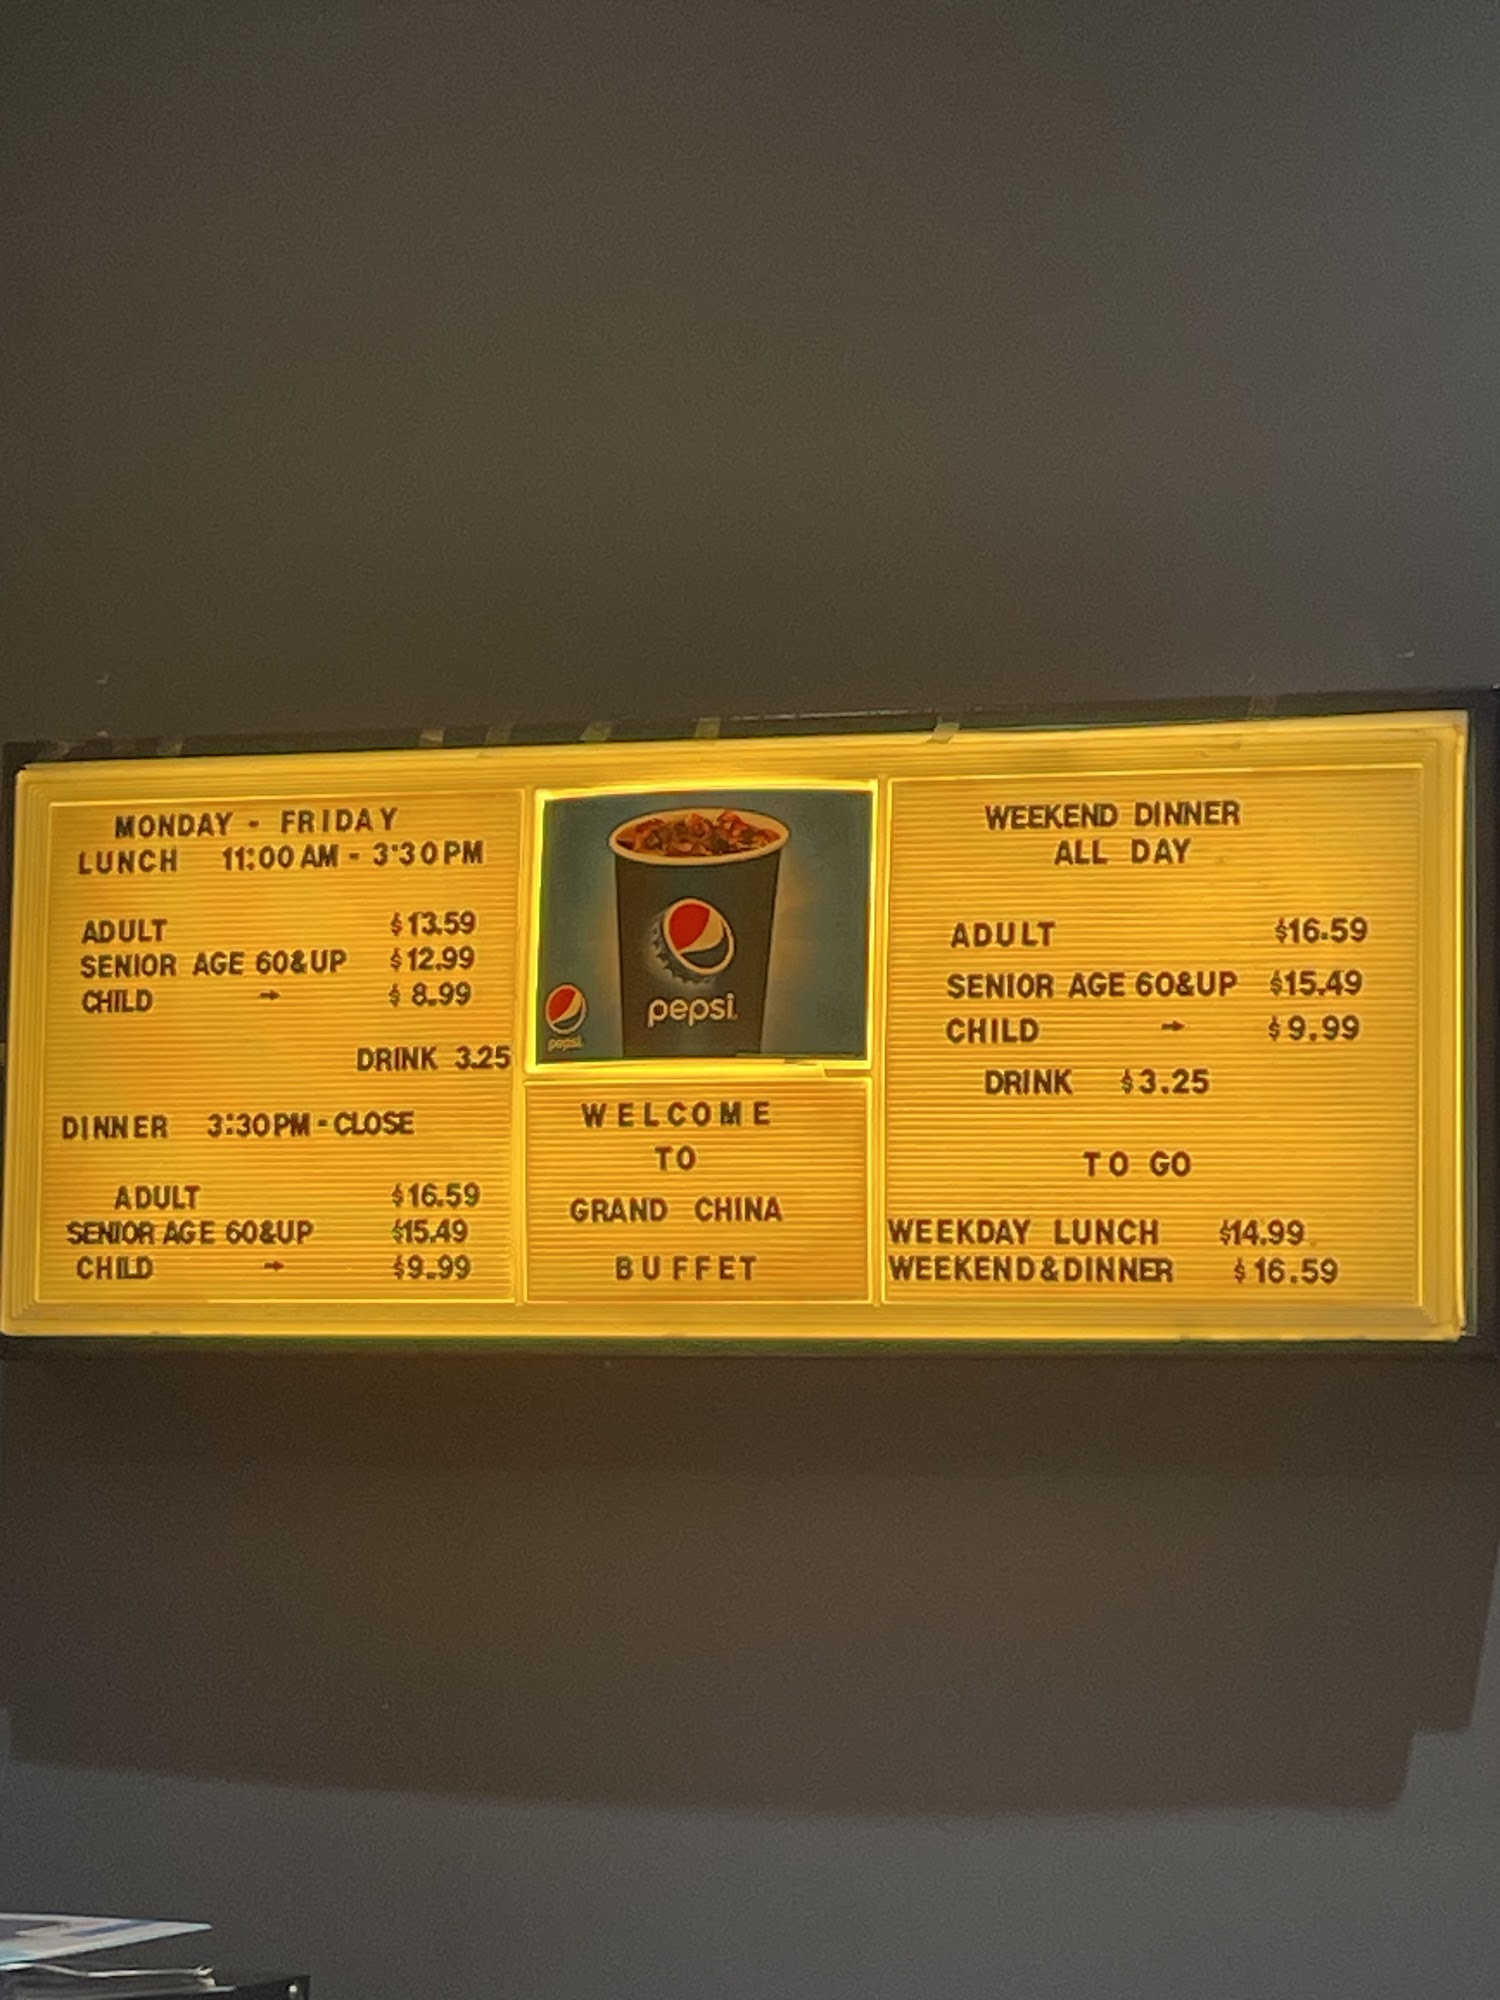 MONDAY - FRIDAY
LUNCH 11:00 AM - 3:30 PM
ADULT $13.59
SENIOR AGE 60&UP $12.99
CHILD → $8.99
DRINK 3.25
DINNER 3:30PM - CLOSE
ADULT $16.59
SENIOR AGE 60&UP $15.49
CHILD → $9.99
pepsi
pepsi
WELCOME
TO
GRAND CHINA
BUFFET
WEEKEND DINNER
ALL DAY
ADULT $16.59
SENIOR AGE 60&UP $15.49
CHILD → $9.99
DRINK $3.25
TO GO
WEEKDAY LUNCH $14.99
WEEKEND&DINNER $16.59